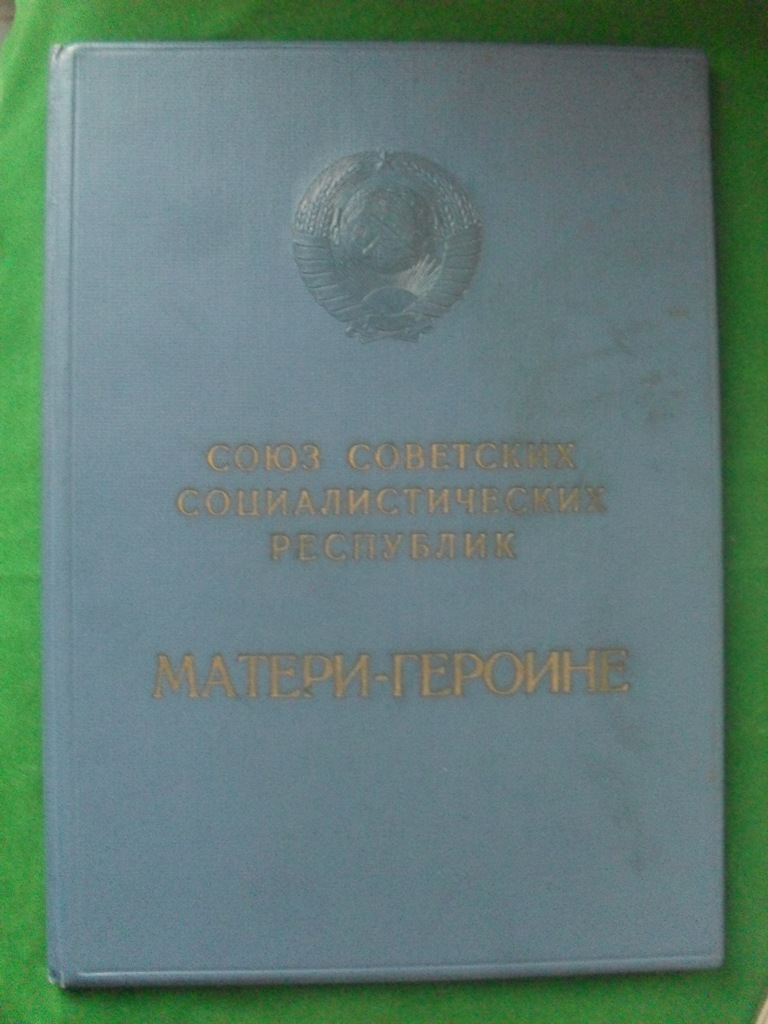 СОЮЗ СОВЕТСКИХ
СОЦИАЛИСТИЧЕСКИХ
РЕСПУБЛИК
МАТЕРИ-ГЕРОИНЕ